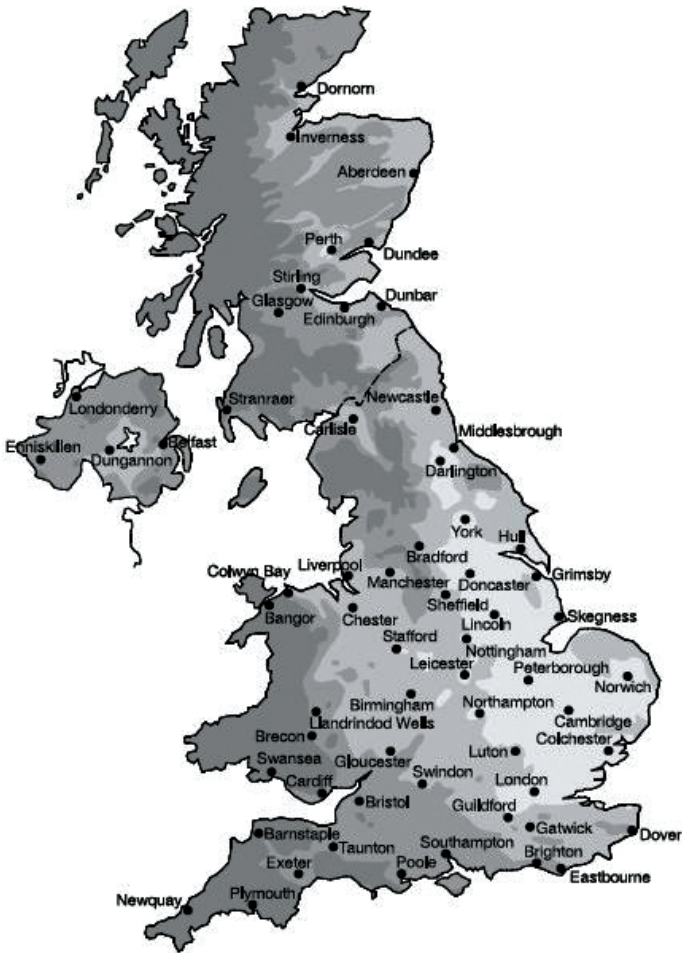 Dornorn
Inverness
Aberdeen
Perth
Dundee
Stirling
Glasgow
Dunbar
Edinburgh
Stranraer
Newcastle
Londonderry
Carlisle
Middlesbrough
Enniskillen
Belfast
Dungannon
Darlington
York
Hull
Bradford
Liverpool
Colwyn Bay
Manchester
Doncaster
Grimsby
Sheffield
Bangor
Chester
Lincoln
Skegness
Stafford
Nottingham
Leicester
Peterborough
Norwich
Birmingham
Northampton
Llandrindod Wells
Cambridge
Brecon
Colchester
Swansea
Gloucester
Luton
Cardiff
Swindon
London
Bristol
Guildford
Barnstaple
Gatwick
Dover
Taunton
Southampton
Exeter
Poole
Brighton
Eastbourne
Newquay
Plymouth